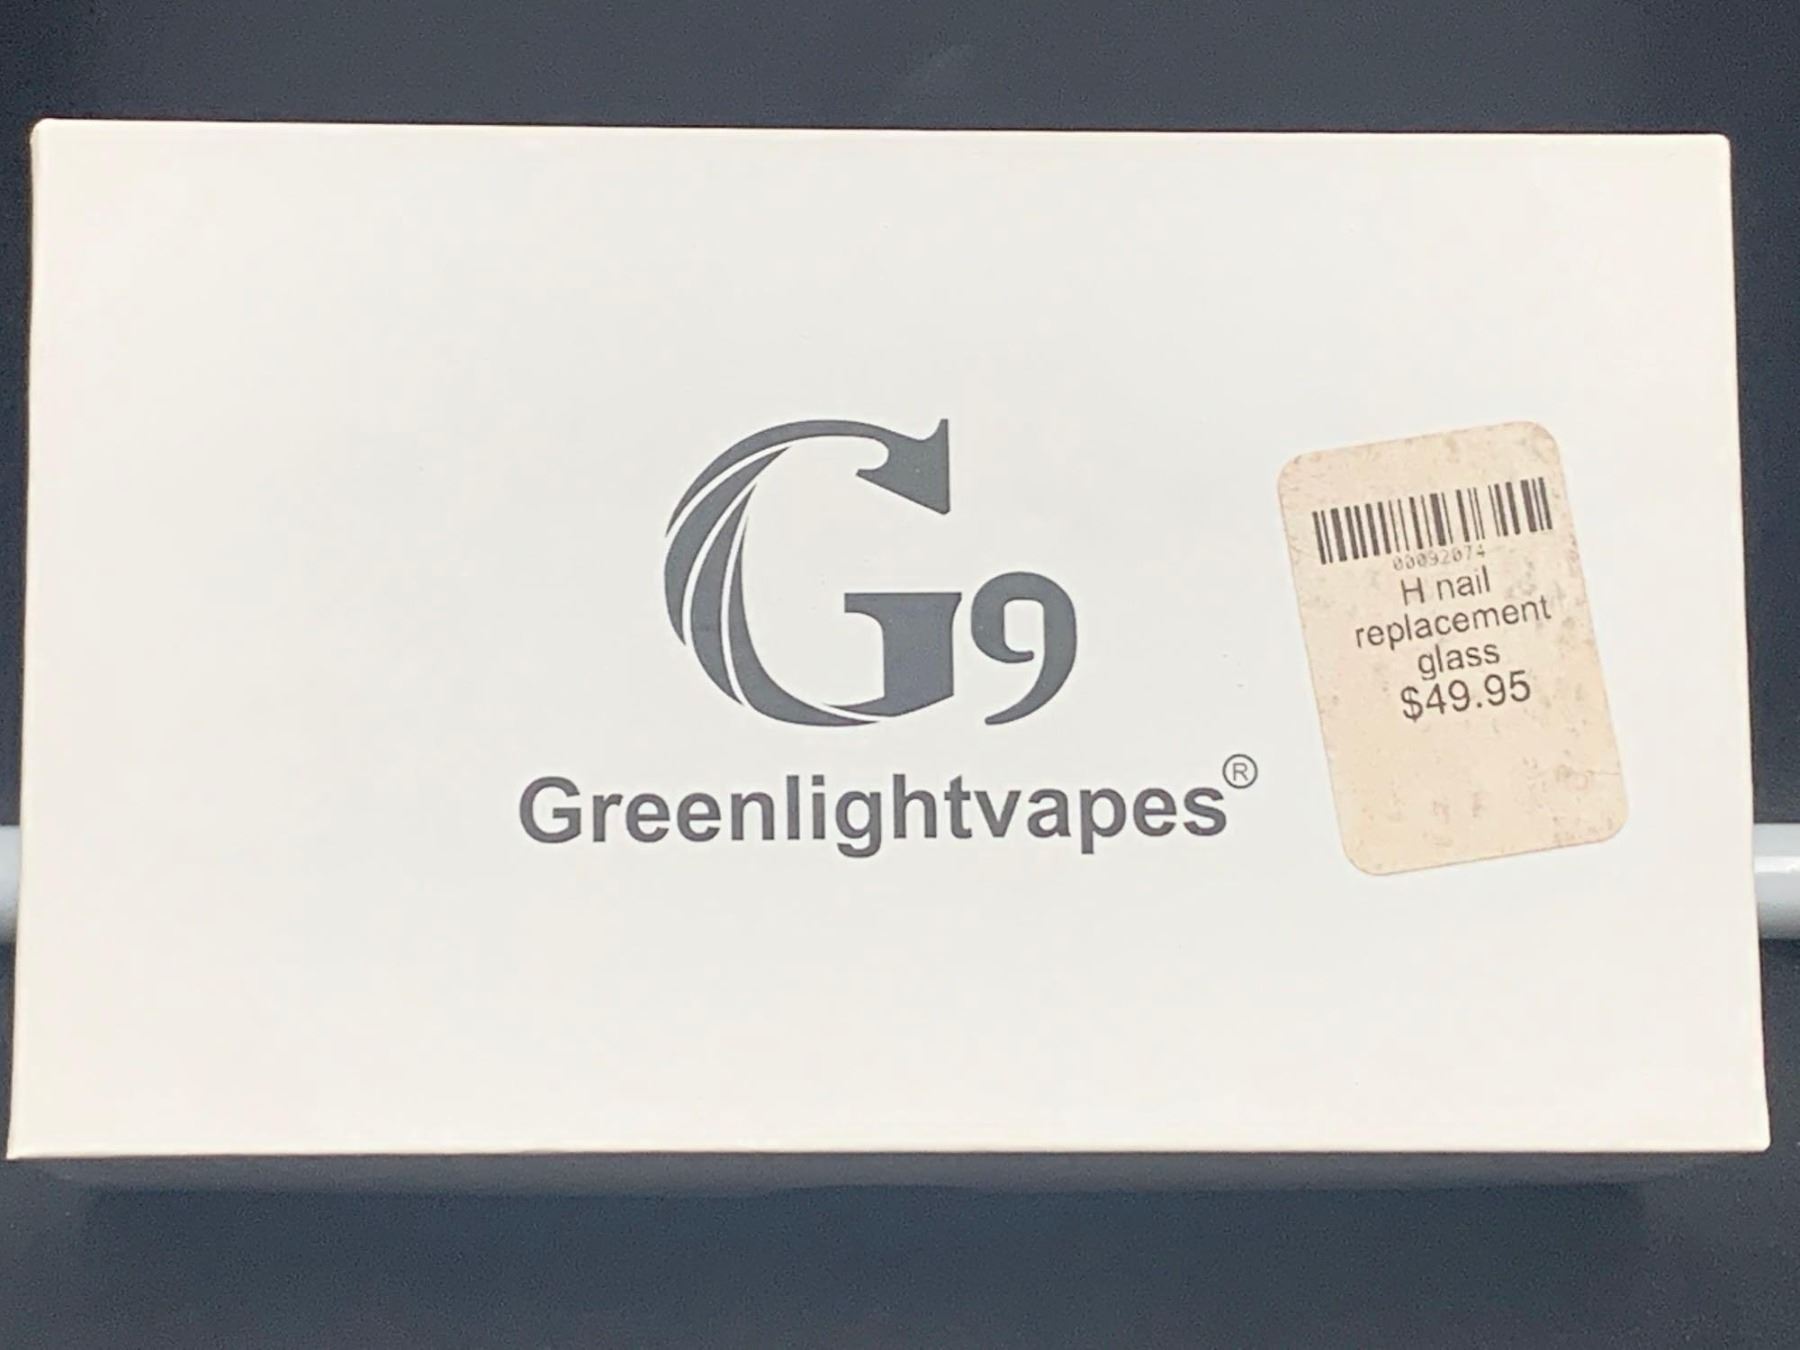 G9
Greenlightvapes®
00092074
H nail
replacement
glass
$49.95